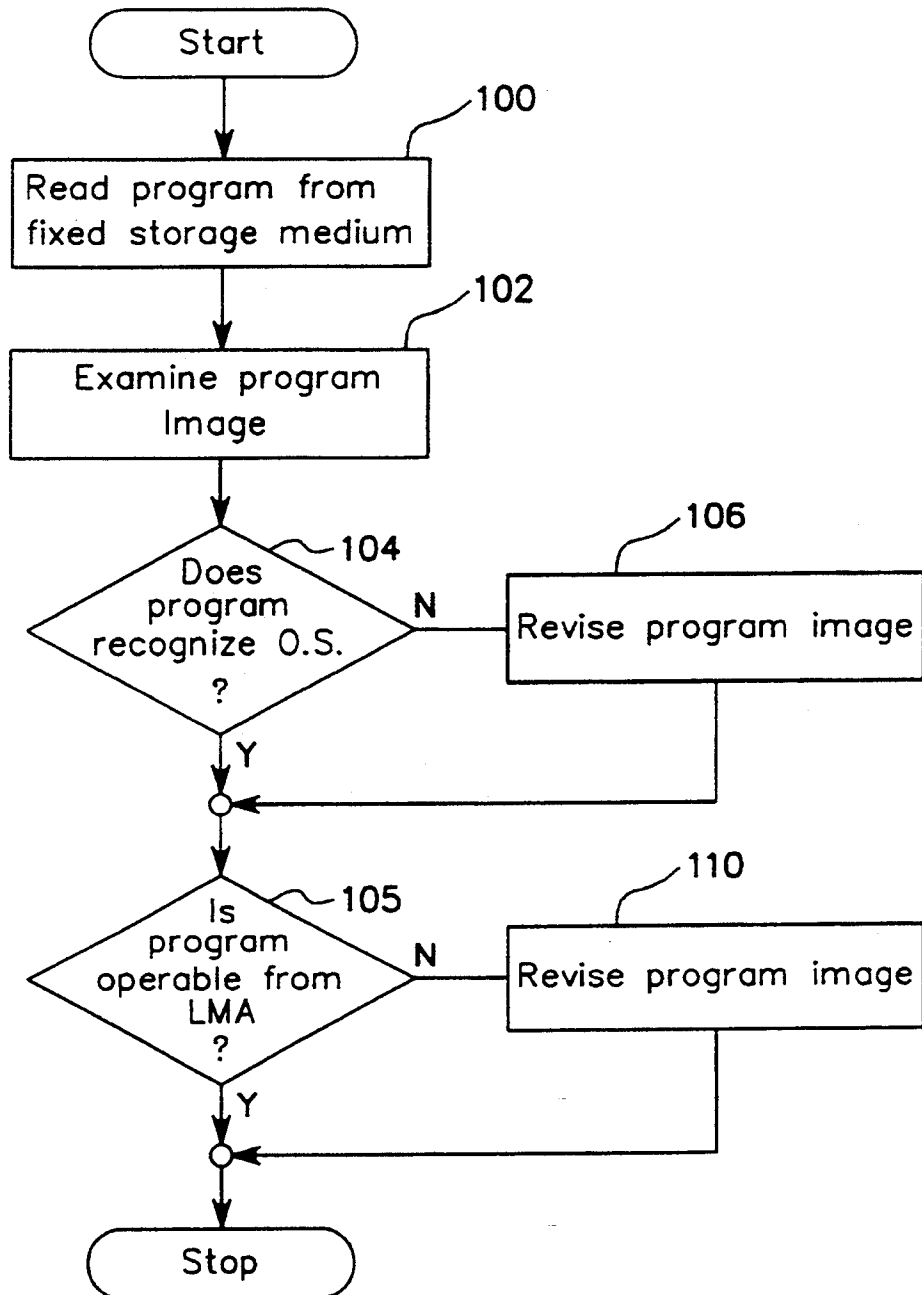 Start
100
Read program from
fixed storage medium
102
Examine program
Image
104
Does
program
recognize O.S.
?
N
106
Revise program image
Y
105
Is
program
operable from
LMA
?
N
110
Revise program image
Y
Stop